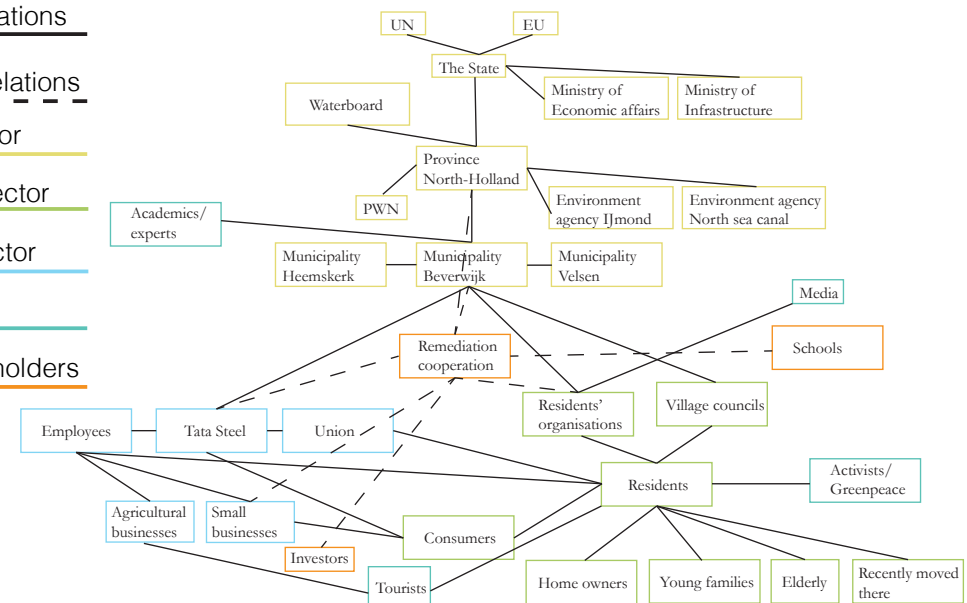 ations
elations
or
ector
ctor
holders
UN
EU
The State
Ministry of
Economic affairs
Ministry of
Infrastructure
Waterboard
Province
North-Holland
PWN
Environment
agency IJmond
Environment agency
North sea canal
Academics/
experts
Municipality
Heemskerk
Municipality
Beverwijk
Municipality
Velsen
Media
Remediation
cooperation
Schools
Residents'
organisations
Village councils
Employees
Tata Steel
Union
Residents
Activists/
Greenpeace
Agricultural
businesses
Small
businesses
Investors
Consumers
Tourists
Home owners
Young families
Elderly
Recently moved
there